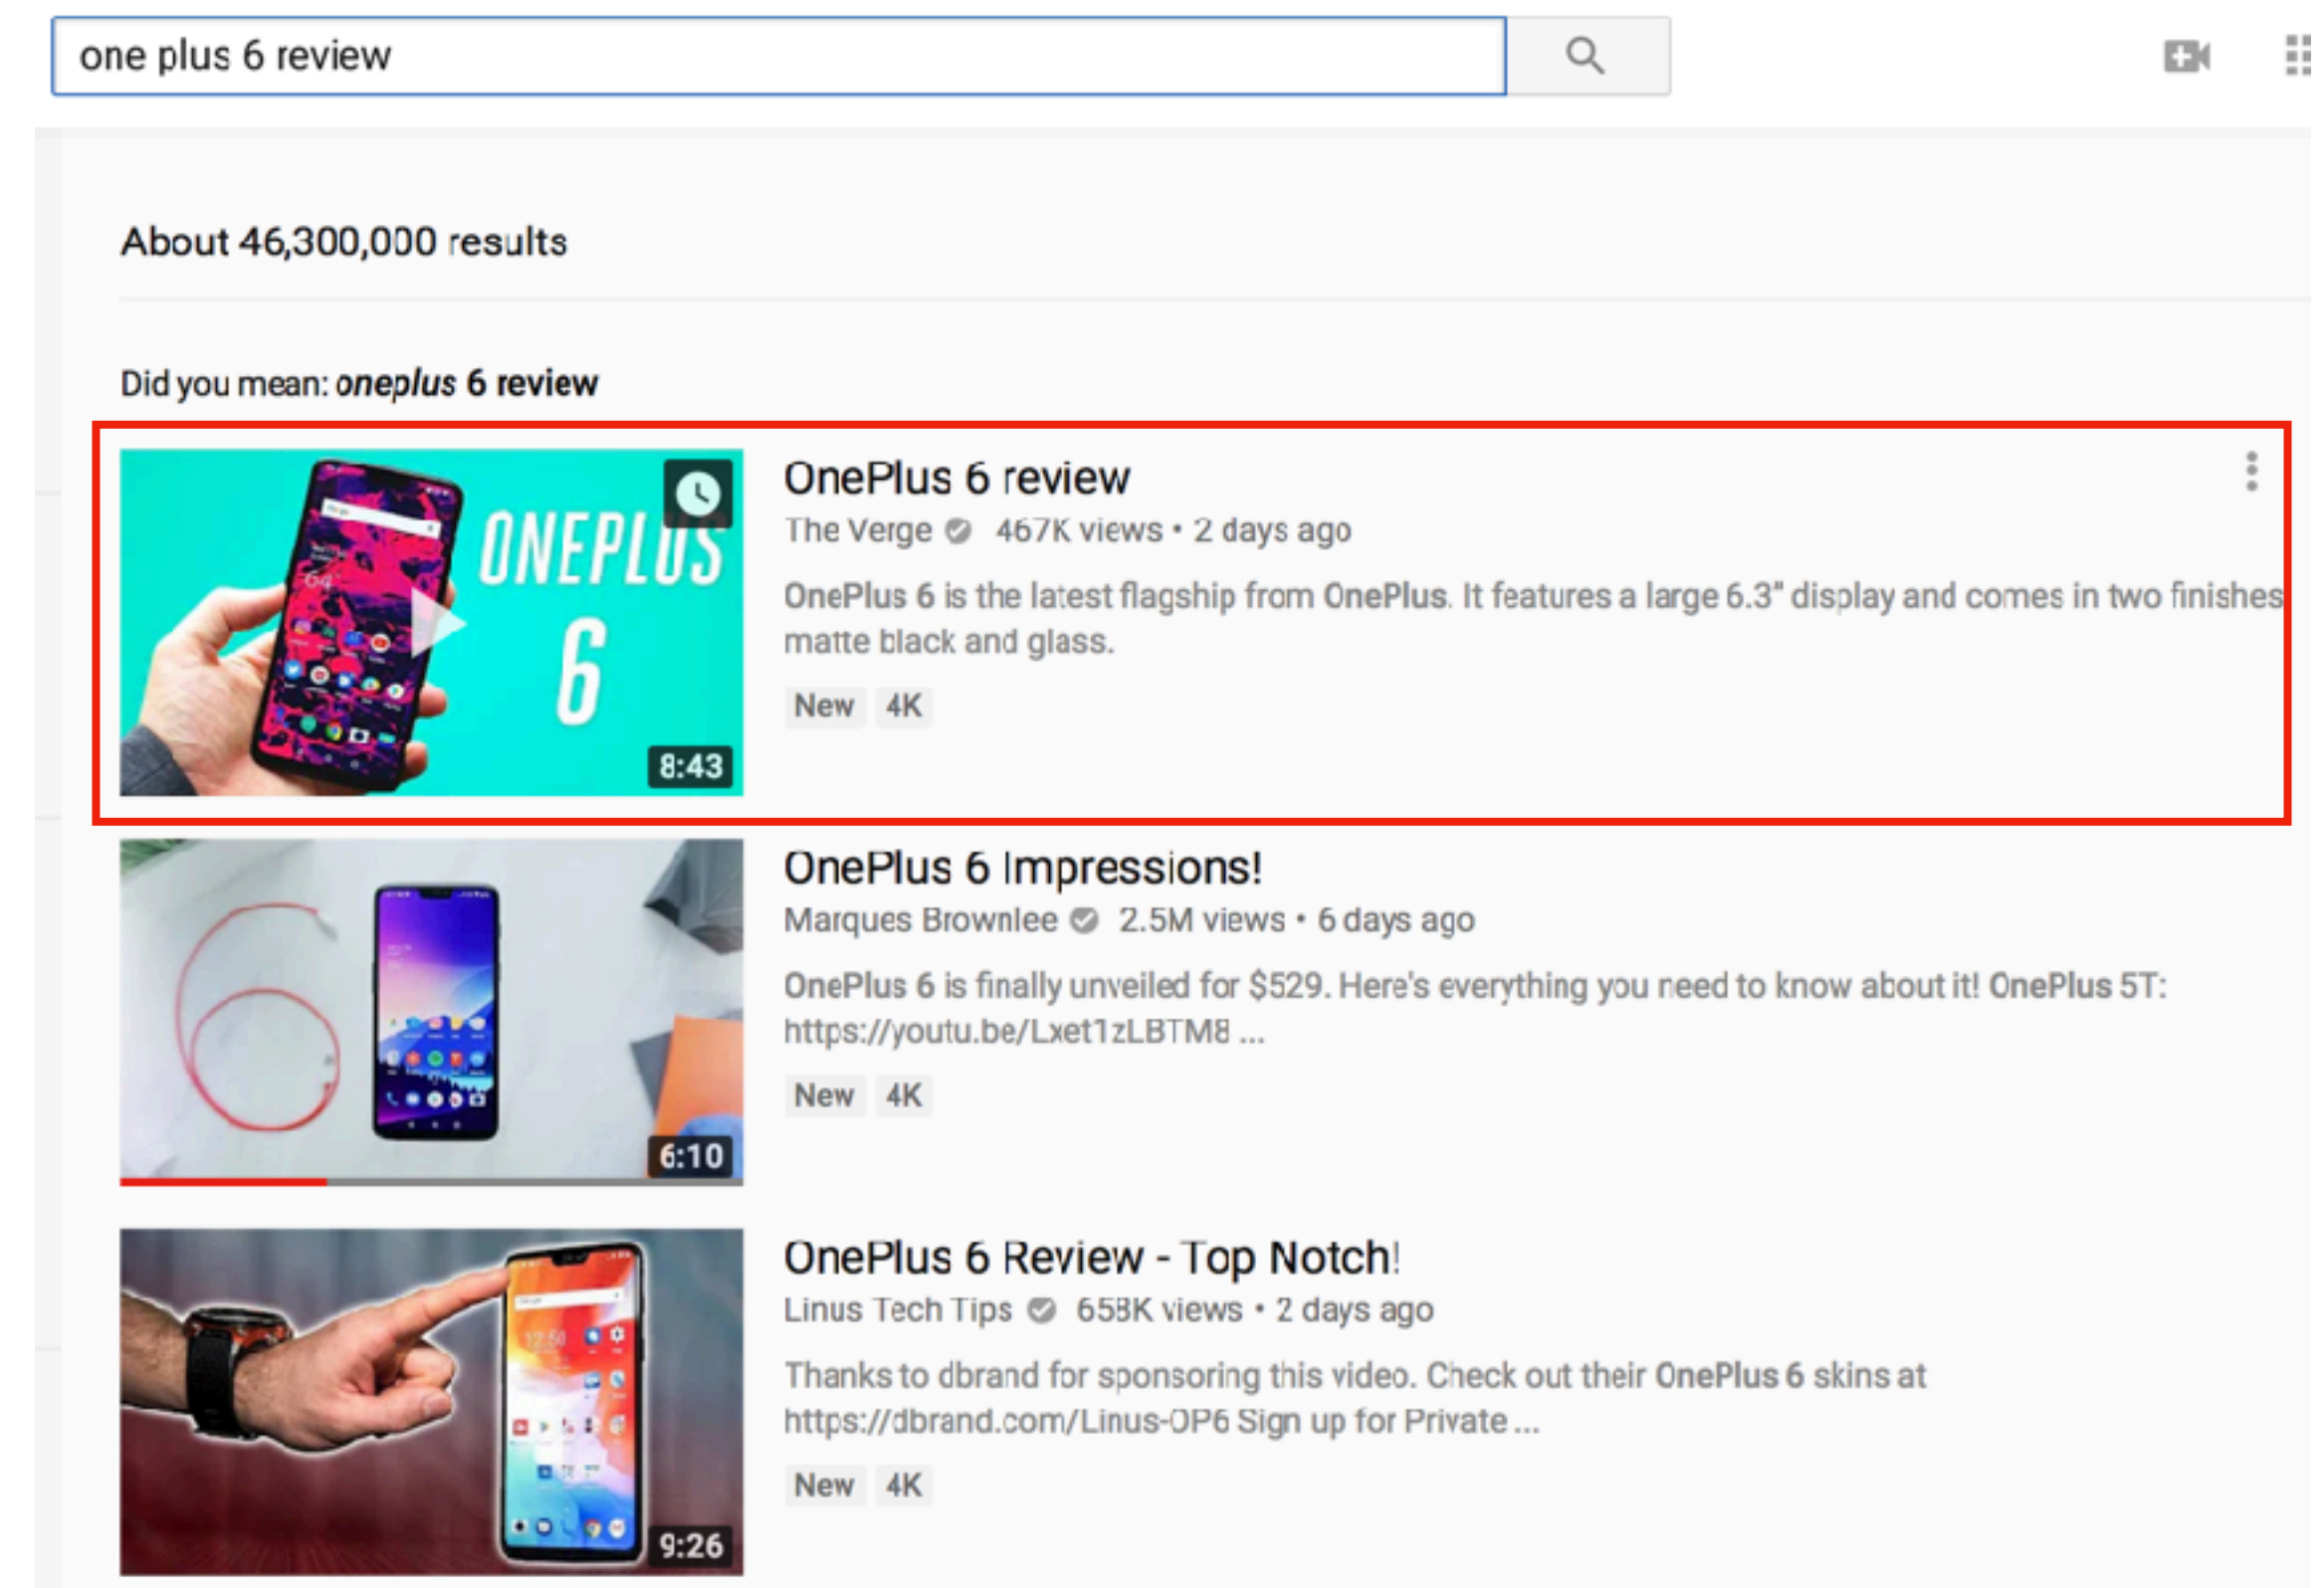 one plus 6 review
About 46,300,000 results
Did you mean: oneplus 6 review
ONEPLUS
6
8:43
OnePlus 6 review
The Verge 467K views • 2 days ago
OnePlus 6 is the latest flagship from OnePlus. It features a large 6.3" display and comes in two finishes
matte black and glass.
New 4K
6:10
OnePlus 6 Impressions!
Marques Brownlee 2.5M views • 6 days ago
OnePlus 6 is finally unveiled for $529. Here's everything you need to know about it! OnePlus 5T:
https://youtu.be/Lxet1zLBTM8 ...
New 4K
12:50
9:26
OnePlus 6 Review - Top Notch!
Linus Tech Tips 658K views • 2 days ago
Thanks to dbrand for sponsoring this video. Check out their OnePlus 6 skins at
https://dbrand.com/Linus-OP6 Sign up for Private ...
New 4K